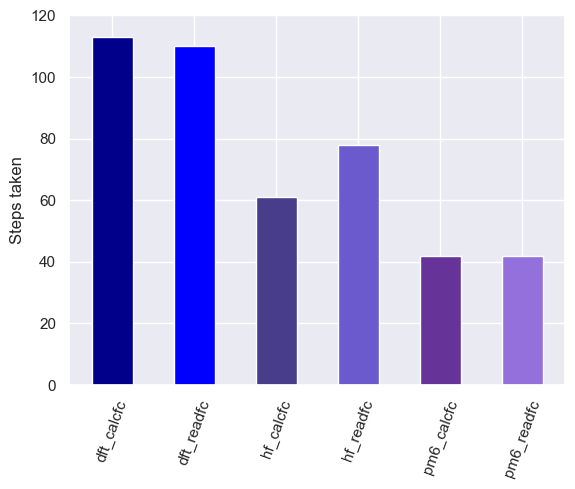 120
100
80
60
40
20
0
Steps taken
dft_calcfc
dft_readfc
hf_calcfc
hf_readfc
pm6_calcfc
pm6_readfc